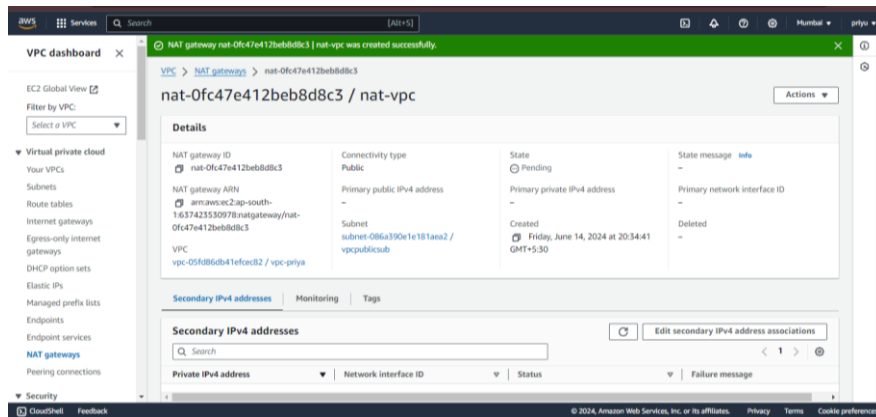 aws Services Search [Alt+S] Mumbai priyu
VPC dashboard
EC2 Global View
Filter by VPC:
Select a VPC
Virtual private cloud
Your VPCs
Subnets
Route tables
Internet gateways
Egress-only internet
gateways
DHCP option sets
Elastic IPs
Managed prefix lists
Endpoints
Endpoint services
NAT gateways
Peering connections
Security
NAT gateway nat-0fc47e412beb8d8c3 | nat-vpc was created successfully.
VPC > NAT gateways > nat-0fc47e412beb8d8c3
nat-0fc47e412beb8d8c3 / nat-vpc
Actions
Details
NAT gateway ID
nat-0fc47e412beb8d8c3
Connectivity type
Public
State
Pending
State message Info
–
NAT gateway ARN
arn:aws:ec2:ap-south-
1:637423530978:natgateway/nat-
0fc47e412beb8d8c3
Primary public IPv4 address
–
Primary private IPv4 address
–
Primary network interface ID
–
VPC
vpc-05fd86db41efcec82 / vpc-priya
Subnet
subnet-086a390e1e181aea2 /
vpcpublicsub
Created
Friday, June 14, 2024 at 20:34:41
GMT+5:30
Deleted
–
Secondary IPv4 addresses Monitoring Tags
Secondary IPv4 addresses
Edit secondary IPv4 address associations
Search
1
Private IPv4 address Network interface ID Status Failure message
CloudShell Feedback © 2024, Amazon Web Services, Inc. or its affiliates. Privacy Terms Cookie preferences